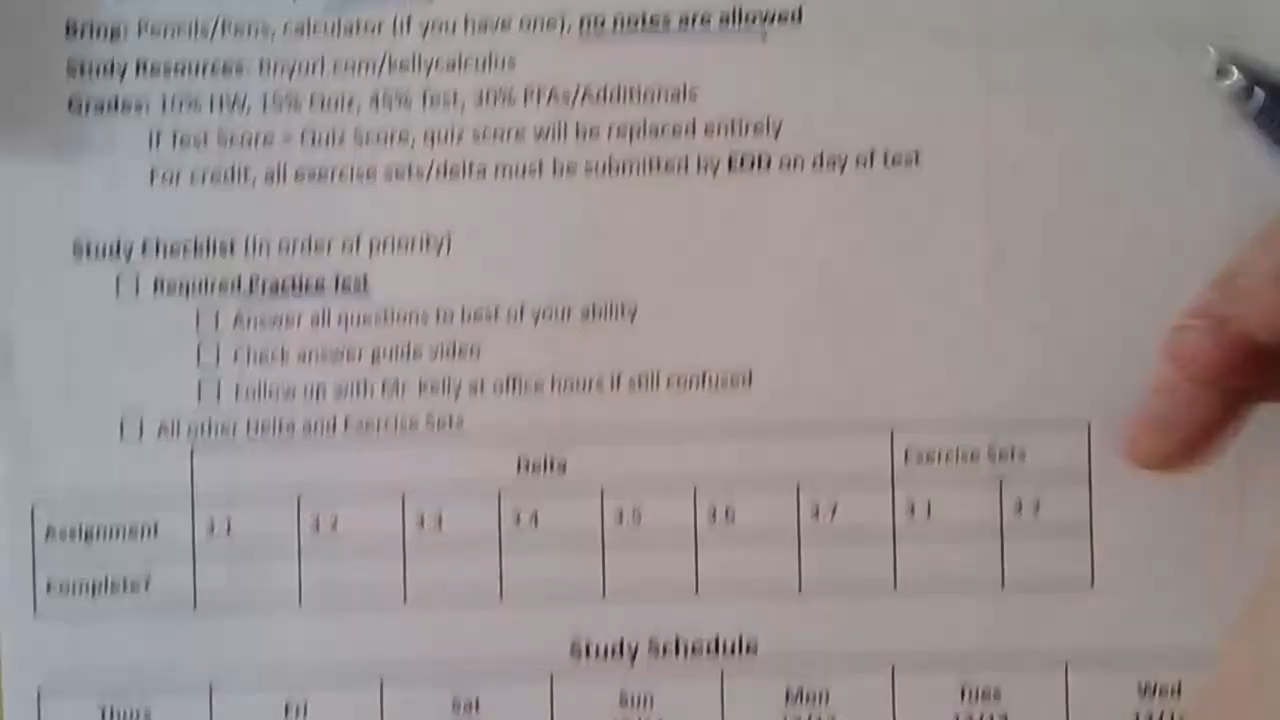 Bring: Pencils/Pens, calculator (if you have one), no notes are allowed
Study Resources: tinyurl.com/kellycalculus
Grades: 10% HW, 15% Quiz, 45% Test, 30% PFAs/Additionals
If Test Score > Quiz Score, quiz score will be replaced entirely
For credit, all exercise sets/delta must be submitted by EOD on day of test
Study Checklist (in order of priority)
[ ] Required Practice Test
[ ] Answer all questions to best of your ability
[ ] Check answer guide video
[ ] Follow up with Mr. Kelly at office hours if still confused
[ ] All other Delta and Exercise Sets
Delta Exercise Sets
Assignment 3.1 3.2 3.3 3.4 3.5 3.6 3.7 3.1 3.2
Complete?
Study Schedule
Thurs Fri Sat Sun Mon Tues Wed